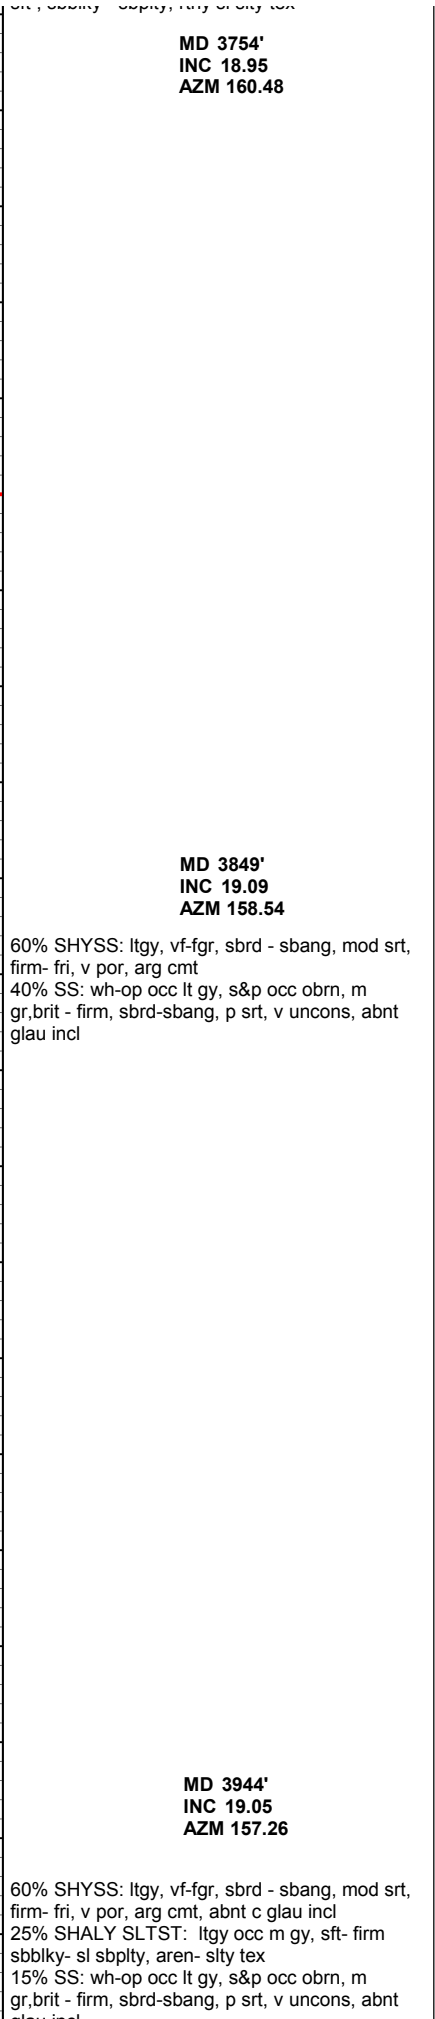 MD 3754'
INC 18.95
AZM 160.48
MD 3849'
INC 19.09
AZM 158.54
60% SHYSS: ltgy, vf-fgr, sbrd - sbang, mod srt,
firm- fri, v por, arg cmt
40% SS: wh-op occ lt gy, s&p occ obrn, m
gr,brit - firm, sbrd-sbang, p srt, v uncons, abnt
glau incl
MD 3944'
INC 19.05
AZM 157.26
60% SHYSS: ltgy, vf-fgr, sbrd - sbang, mod srt,
firm- fri, v por, arg cmt, abnt c glau incl
25% SHALY SLTST:  ltgy occ m gy, sft- firm
sbblky- sl sbplty, aren- slty tex
15% SS: wh-op occ lt gy, s&p occ obrn, m
gr,brit - firm, sbrd-sbang, p srt, v uncons, abnt